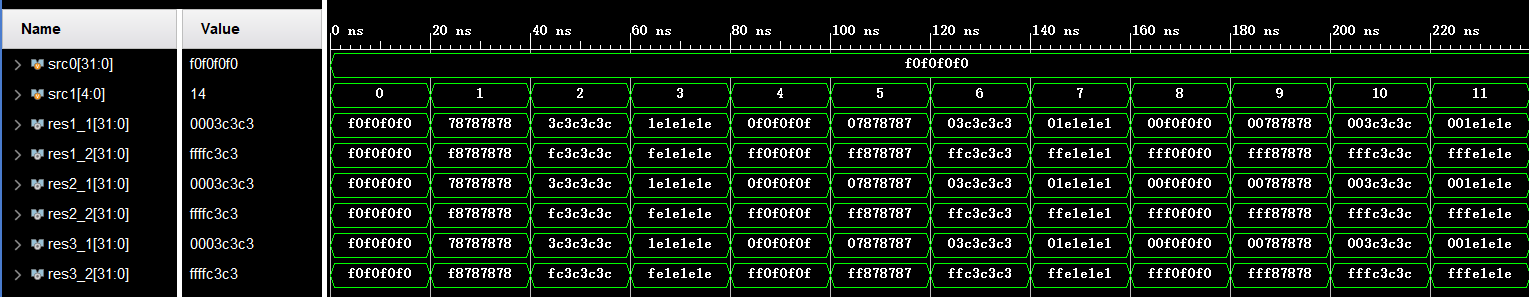 Name Value 0 ns 20 ns 40 ns 60 ns 80 ns 100 ns 120 ns 140 ns 160 ns 180 ns 200 ns 220 ns
src0[31:0] f0f0f0f0 f0f0f0f0
src1[4:0] 14 0 1 2 3 4 5 6 7 8 9 10 11
res1_1[31:0] 0003c3c3 f0f0f0f0 78787878 3c3c3c3c 1e1e1e1e 0f0f0f0f 07878787 03c3c3c3 01e1e1e1 00f0f0f0 00787878 003c3c3c 001e1e1e
res1_2[31:0] ffffc3c3 f0f0f0f0 f8787878 fc3c3c3c fe1e1e1e ff0f0f0f ff878787 ffc3c3c3 ffe1e1e1 fff0f0f0 fff87878 fffc3c3c fffe1e1e
res2_1[31:0] 0003c3c3 f0f0f0f0 78787878 3c3c3c3c 1e1e1e1e 0f0f0f0f 07878787 03c3c3c3 01e1e1e1 00f0f0f0 00787878 003c3c3c 001e1e1e
res2_2[31:0] ffffc3c3 f0f0f0f0 f8787878 fc3c3c3c fe1e1e1e ff0f0f0f ff878787 ffc3c3c3 ffe1e1e1 fff0f0f0 fff87878 fffc3c3c fffe1e1e
res3_1[31:0] 0003c3c3 f0f0f0f0 78787878 3c3c3c3c 1e1e1e1e 0f0f0f0f 07878787 03c3c3c3 01e1e1e1 00f0f0f0 00787878 003c3c3c 001e1e1e
res3_2[31:0] ffffc3c3 f0f0f0f0 f8787878 fc3c3c3c fe1e1e1e ff0f0f0f ff878787 ffc3c3c3 ffe1e1e1 fff0f0f0 fff87878 fffc3c3c fffe1e1e